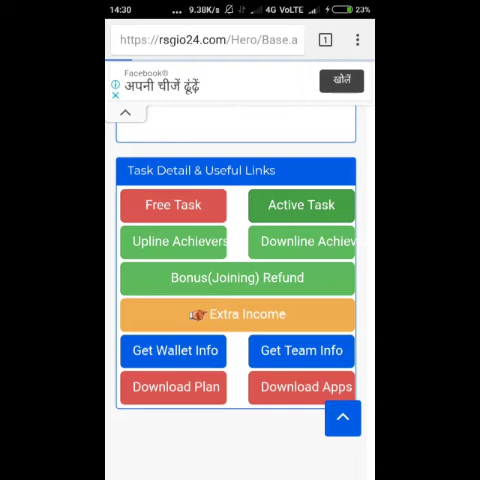 14:30 ... 9.38K/s 4G VoLTE 23%
https://rsgio24.com/Hero/Base.a 1
Facebook®
अपनी चीजें ढूंढ़ें
खोलें
Task Detail & Useful Links
Free Task Active Task
Upline Achievers Downline Achiev
Bonus(Joining) Refund
Extra Income
Get Wallet Info Get Team Info
Download Plan Download Apps